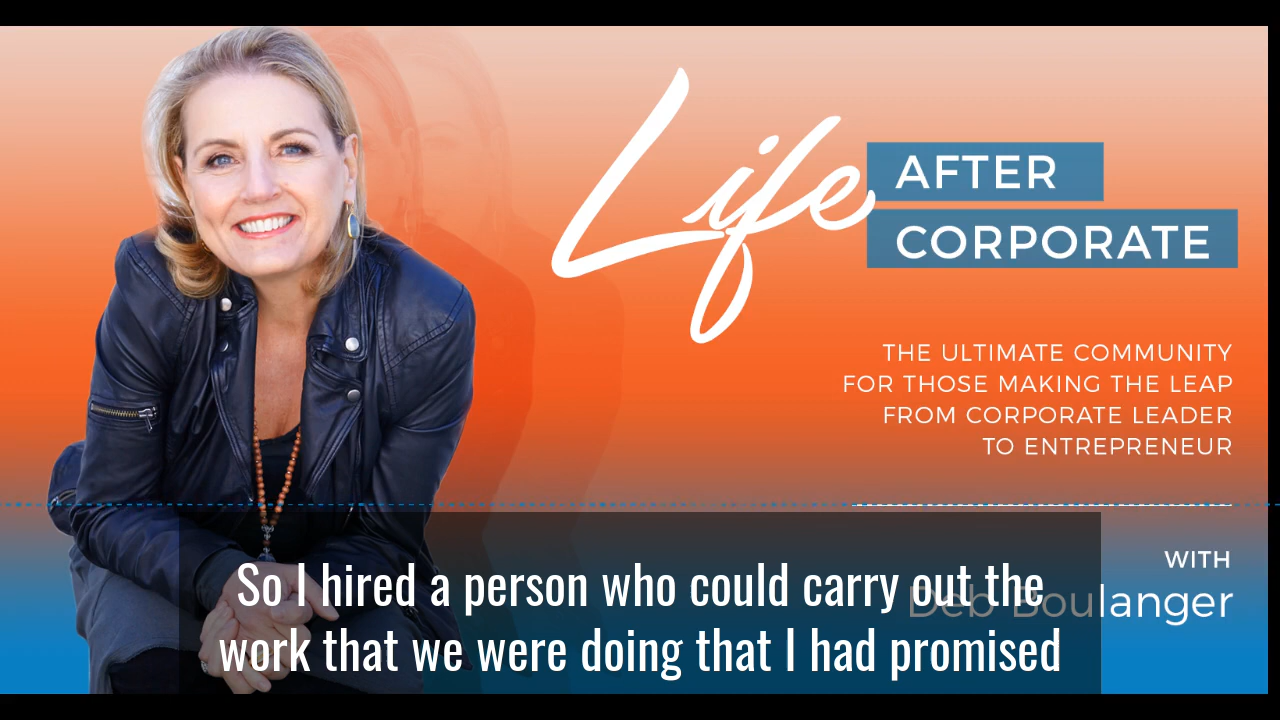 Life
AFTER
CORPORATE
THE ULTIMATE COMMUNITY
FOR THOSE MAKING THE LEAP
FROM CORPORATE LEADER
TO ENTREPRENEUR
WITH
Deb Boulanger
So I hired a person who could carry out the
work that we were doing that I had promised